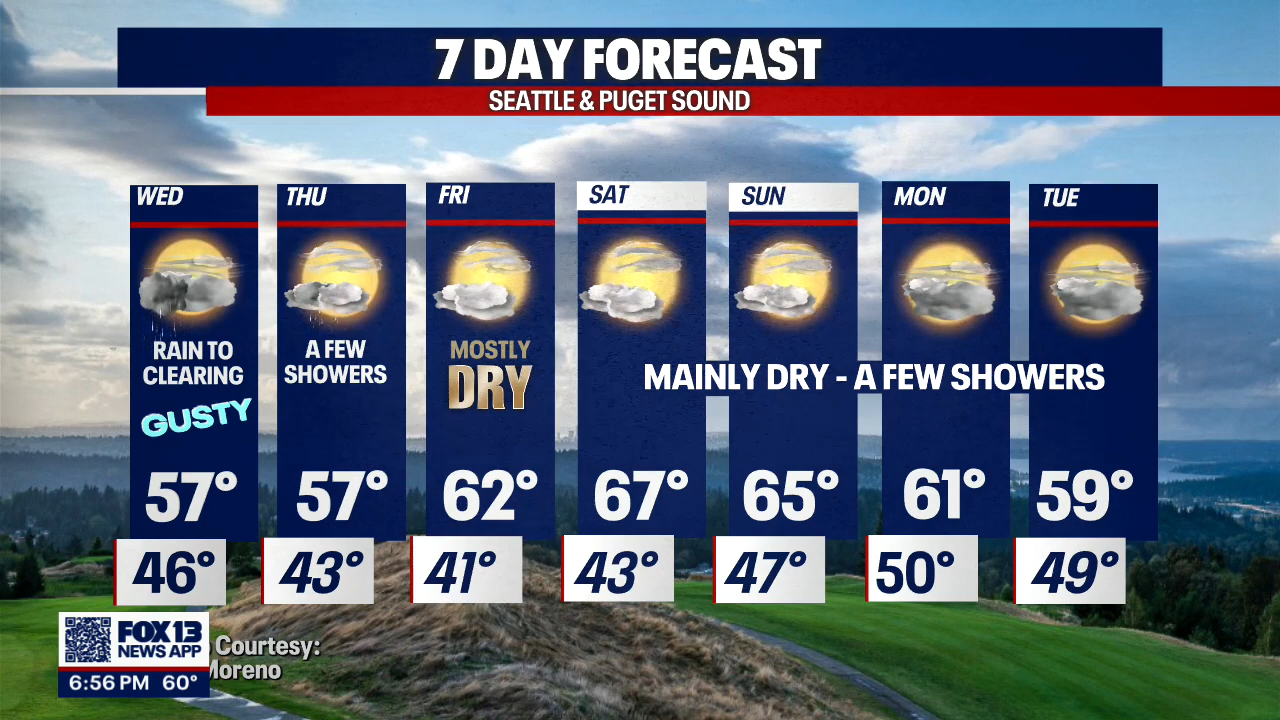 7 DAY FORECAST
SEATTLE & PUGET SOUND
WED THU FRI SAT SUN MON TUE
RAIN TO
CLEARING
GUSTY
A FEW
SHOWERS
MOSTLY
DRY
MAINLY DRY - A FEW SHOWERS
57° 57° 62° 67° 65° 61° 59°
46° 43° 41° 43° 47° 50° 49°
FOX 13
NEWS APP
6:56 PM 60°
Courtesy:
Moreno